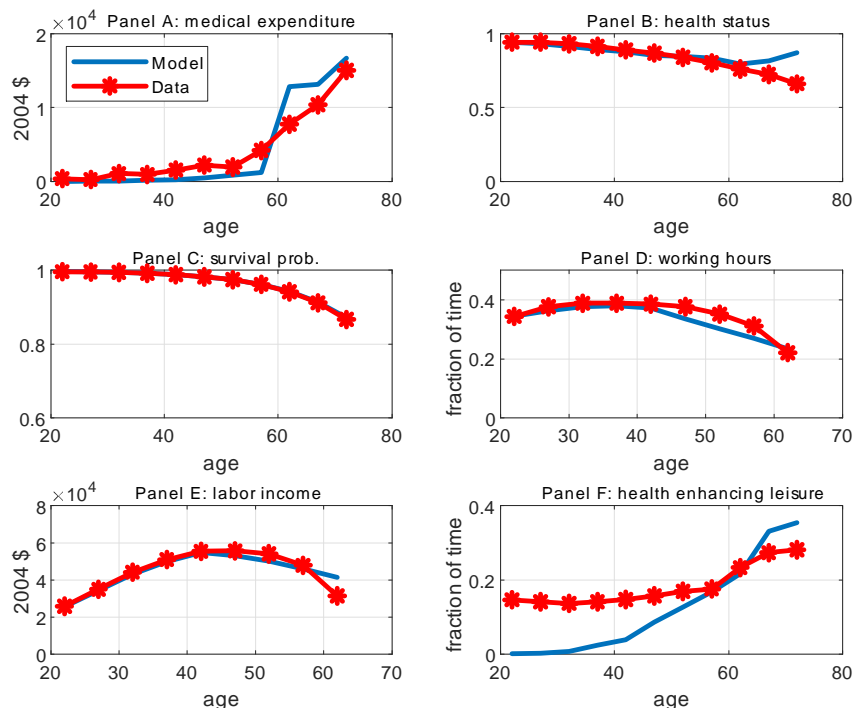 Panel A: medical expenditure
×10⁴
2
1
0
2004 $
Model
Data
20 40 60 80
age
Panel B: health status
1
0.5
0
20 40 60 80
age
Panel C: survival prob.
1
0.8
0.6
20 40 60 80
age
Panel D: working hours
0.4
0.2
0
fraction of time
20 30 40 50 60 70
age
Panel E: labor income
×10⁴
8
6
4
2
0
2004 $
20 30 40 50 60 70
age
Panel F: health enhancing leisure
0.4
0.2
0
fraction of time
20 40 60 80
age